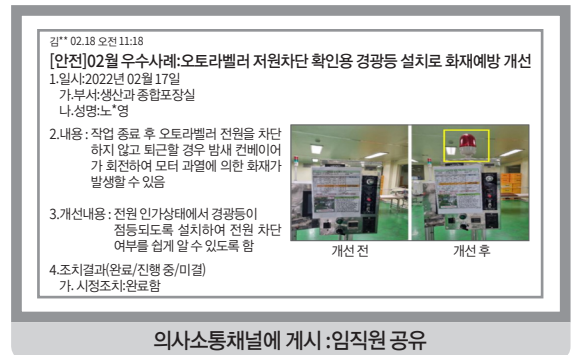 김** 02.18 오전 11:18
[안전]02월 우수사례:오토라벨러 저원차단 확인용 경광등 설치로 화재예방 개선
1.일시:2022년 02월 17일
가.부서:생산과 종합포장실
나.성명:노*영
2.내용 : 작업 종료 후 오토라벨러 전원을 차단
하지 않고 퇴근할 경우 밤새 컨베이어
가 회전하여 모터 과열에 의한 화재가
발생할 수 있음
3.개선내용 : 전원 인가상태에서 경광등이
점등되도록 설치하여 전원 차단
여부를 쉽게 알 수 있도록 함
4.조치결과(완료/진행 중/미결)
가. 시정조치:완료함
개선 전
개선 후
의사소통채널에 게시 :임직원 공유